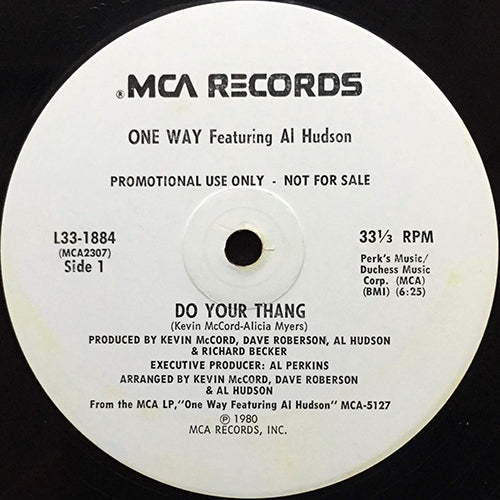 ® MCA RECORDS
ONE WAY Featuring Al Hudson
PROMOTIONAL USE ONLY - NOT FOR SALE
L33-1884
(MCA2307)
Side 1
33⅓ RPM
Perk's Music/
Duchess Music
Corp. (MCA)
(BMI) (6:25)
DO YOUR THANG
(Kevin McCord-Alicia Myers)
PRODUCED BY KEVIN McCORD, DAVE ROBERSON, AL HUDSON
& RICHARD BECKER
EXECUTIVE PRODUCER: AL PERKINS
ARRANGED BY KEVIN McCORD, DAVE ROBERSON
& AL HUDSON
From the MCA LP,"One Way Featuring Al Hudson" MCA-5127
℗ 1980
MCA RECORDS, INC.